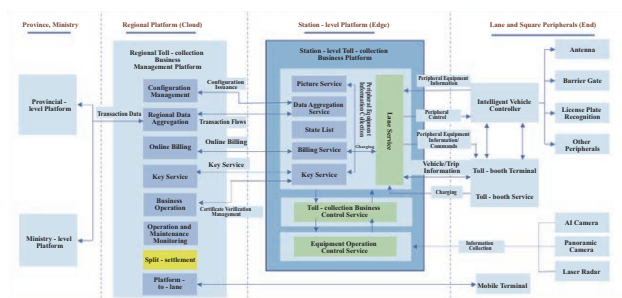 Province, Ministry
Regional Platform (Cloud)
Station - level Platform (Edge)
Lane and Square Peripherals (End)
Provincial -
level Platform
Ministry - level
Platform
Transaction Data
Regional Toll - collection
Business
Management Platform
Configuration
Management
Regional Data
Aggregation
Online Billing
Key Service
Business
Operation
Operation and
Maintenance
Monitoring
Split - settlement
Platform -
to - lane
Configuration
Issuance
Transaction Flows
Online Billing
Key Service
Certificate Verification
Management
Station - level Toll - collection
Business Platform
Picture Service
Data Aggregation
Service
State List
Billing Service
Key Service
Peripheral Equipment
Information Collection
Charging
Lane Service
Toll - collection Business
Control Service
Equipment Operation
Control Service
Peripheral Equipment
Information
Peripheral
Control
Peripheral Equipment
Information/
Commands
Vehicle/Trip
Information
Charging
Information
Collection
Intelligent Vehicle
Controller
Toll - booth Terminal
Toll - booth Service
Mobile Terminal
Antenna
Barrier Gate
License Plate
Recognition
Other
Peripherals
AI Camera
Panoramic
Camera
Laser Radar